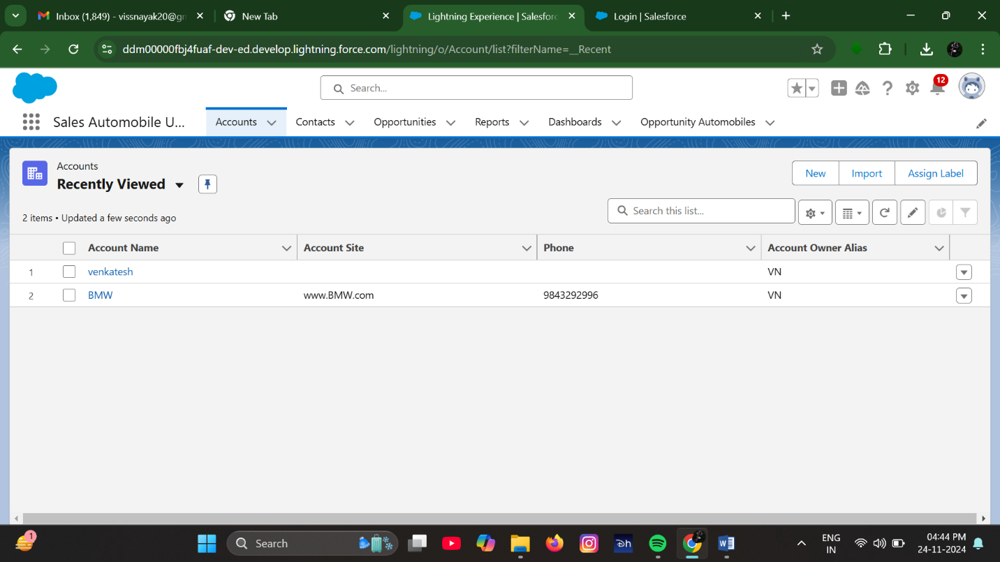 Inbox (1,849) - vissnayak20@gm
New Tab
Lightning Experience | Salesforc
Login | Salesforce
ddm00000fbj4fuaf-dev-ed.develop.lightning.force.com/lightning/o/Account/list?filterName=__Recent
Search...
12
Sales Automobile U...
Accounts
Contacts
Opportunities
Reports
Dashboards
Opportunity Automobiles
Accounts
Recently Viewed
New
Import
Assign Label
2 items • Updated a few seconds ago
Search this list...
Account Name
Account Site
Phone
Account Owner Alias
1 venkatesh VN
2 BMW www.BMW.com 9843292996 VN
1
Search
Dh
W
ENG
IN
04:44 PM
24-11-2024